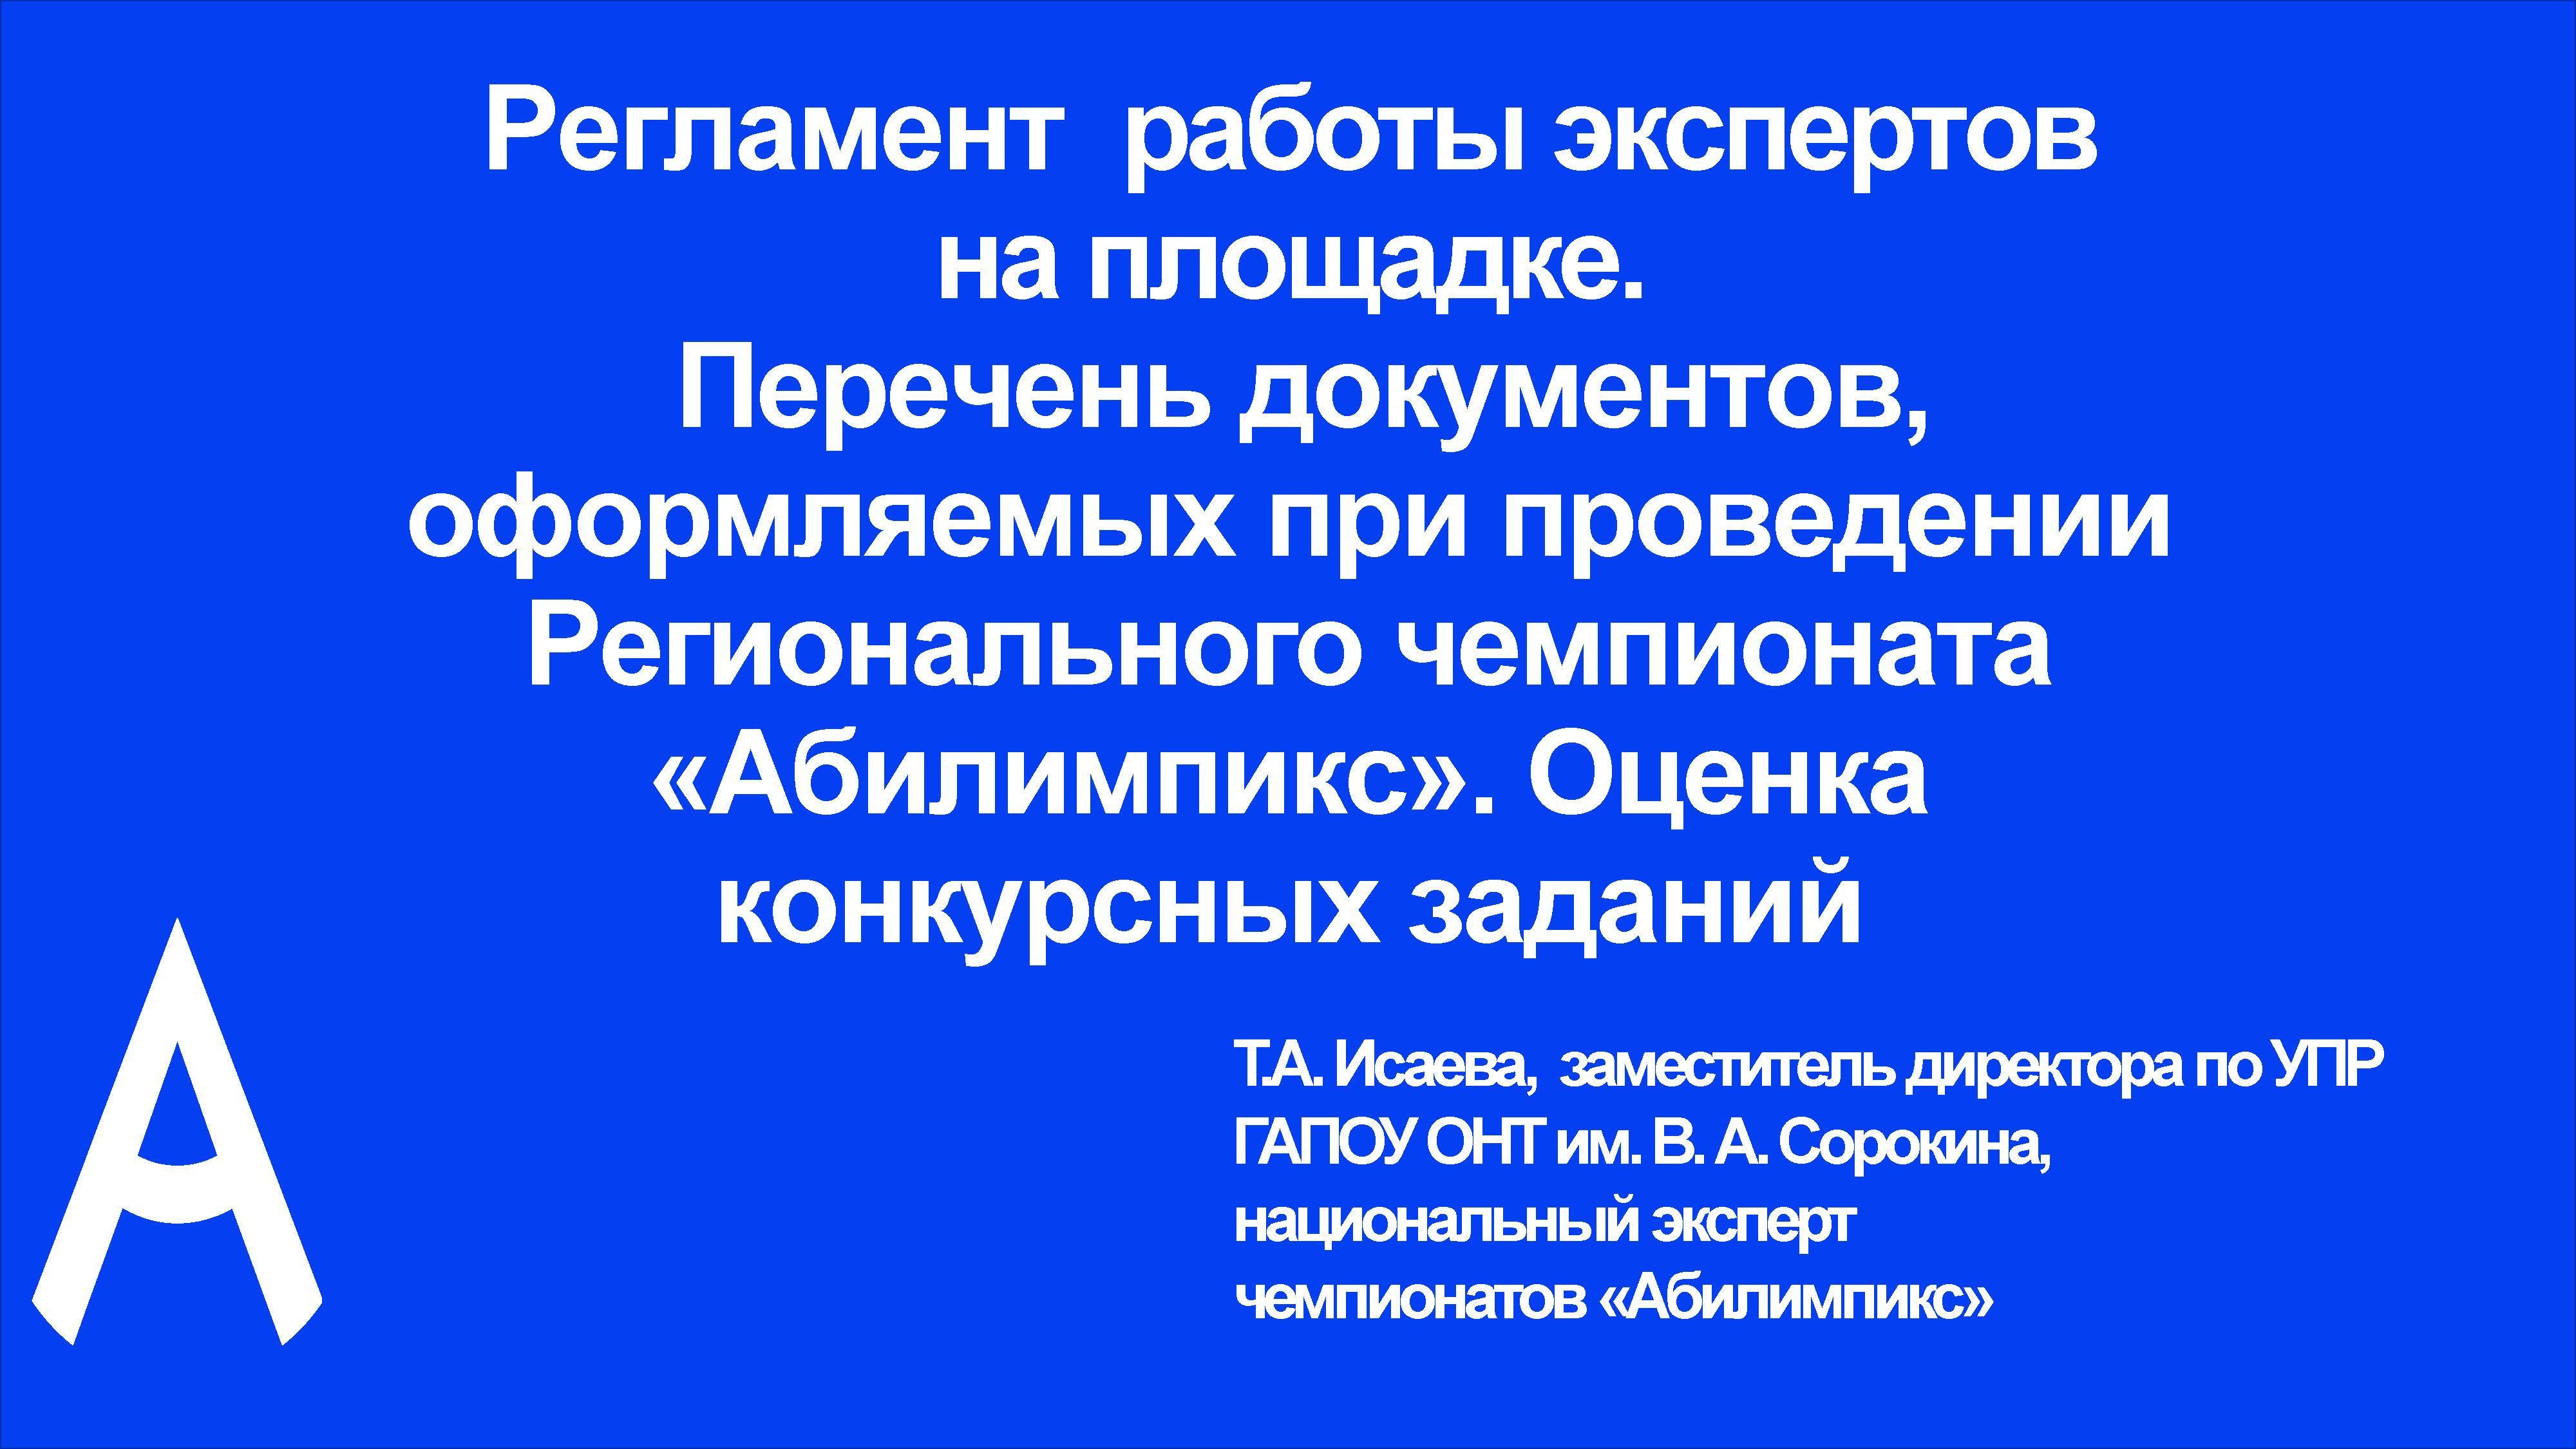 Регламент работы экспертов
на площадке.
Перечень документов,
оформляемых при проведении
Регионального чемпионата
«Абилимпикс». Оценка
конкурсных заданий
Т.А. Исаева, заместитель директора по УПР
ГАПОУ ОНТ им. В. А. Сорокина,
национальный эксперт
чемпионатов «Абилимпикс»